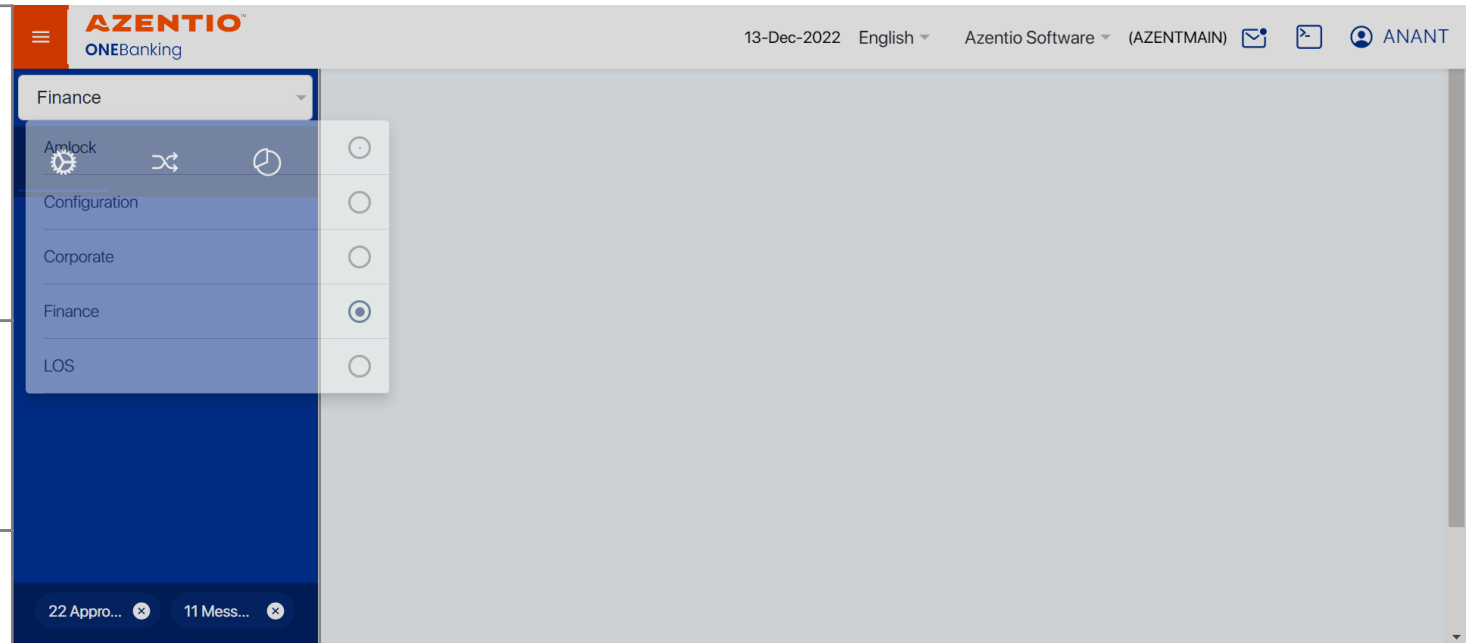 AZENTIO™
ONEBanking
13-Dec-2022 English Azentio Software (AZENTMAIN) ANANT
Finance
Amlock
Configuration
Corporate
Finance
LOS
22 Appro... 11 Mess...